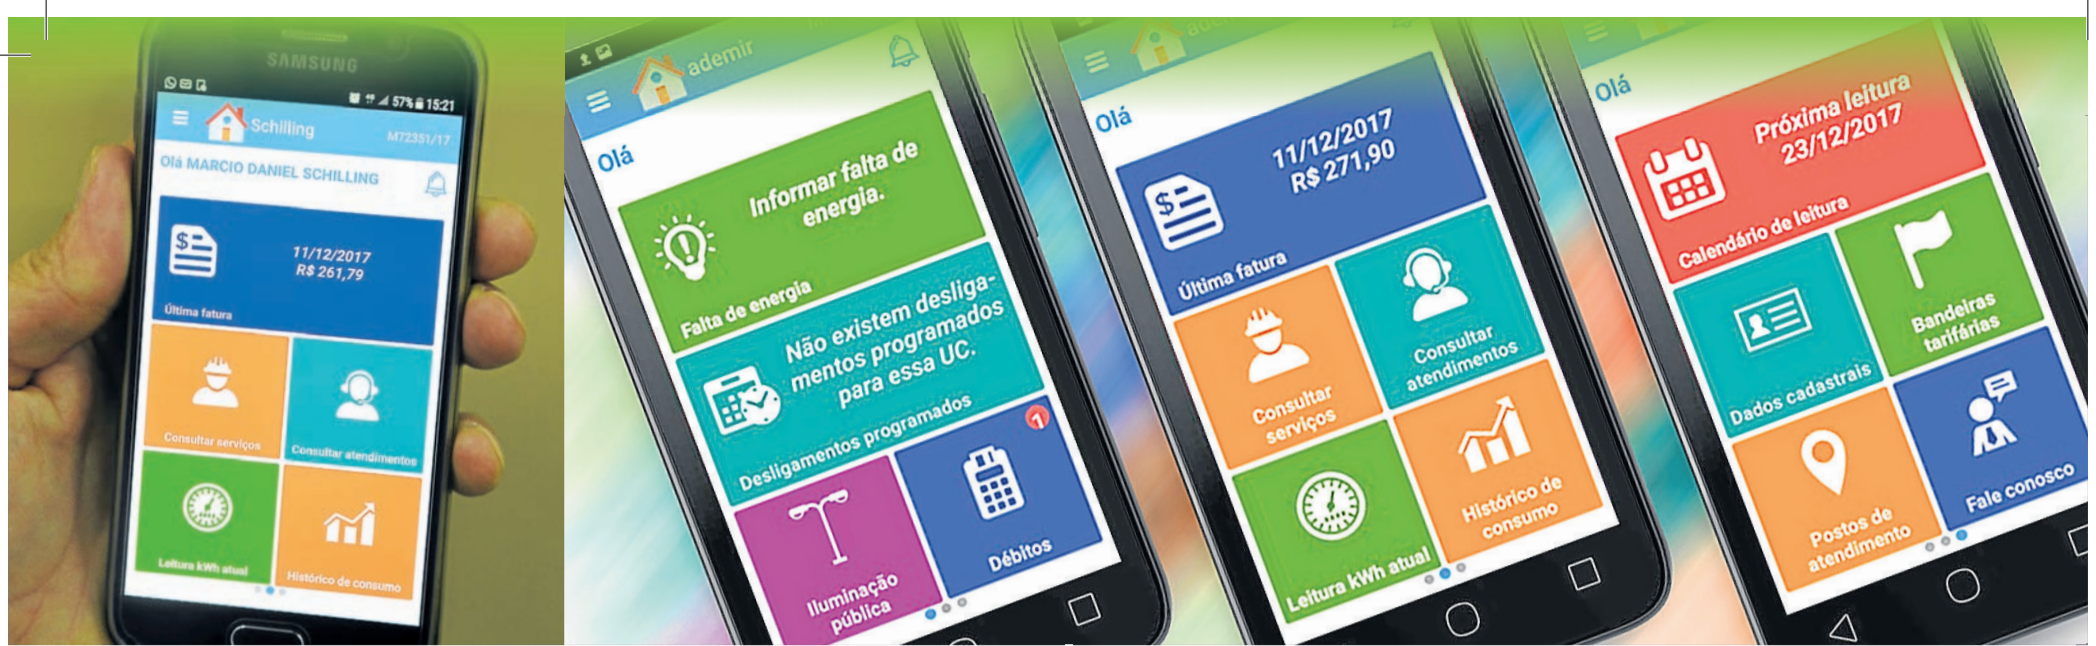 SAMSUNG
57% 15:21
Schilling
M72351/17
Olá MARCIO DANIEL SCHILLING
11/12/2017
R$ 261,79
Última fatura
Consultar serviços
Consultar atendimentos
Leitura kWh atual
Histórico de consumo
ademir
Olá
Informar falta de
energia.
Falta de energia
Não existem desliga-
mentos programados
para essa UC.
Desligamentos programados
1
Iluminação
pública
Débitos
Olá
11/12/2017
R$ 271,90
Última fatura
Consultar
serviços
Consultar
atendimentos
Leitura kWh atual
Histórico de
consumo
Olá
Próxima leitura
23/12/2017
Calendário de leitura
Dados cadastrais
Bandeiras
tarifárias
Postos de
atendimento
Fale conosco